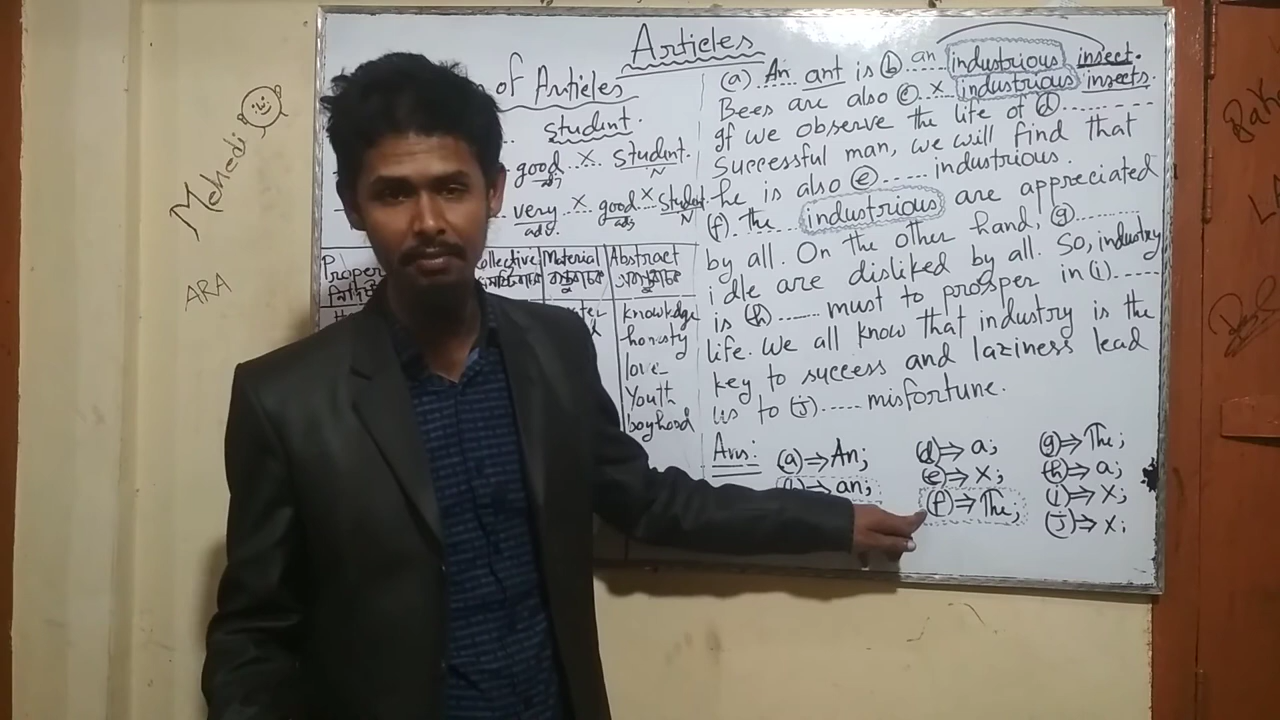 Articles
of Articles
student.
good x student.
adj N
very x good x student
adv. adj N
Proper
Collective
Material
Abstract
knowledge
honesty
love
Youth
boyhood
(a) An ant is (b) an industrious insect.
Bees are also (c) x industrious insects.
If we observe the life of (d) ..........
successful man, we will find that
he is also (e) ...... industrious.
(f). The... industrious are appreciated
by all. On the other hand, (g)..........
idle are disliked by all. So, industry
is (h) ...... must to prosper in (i) ......
life. We all know that industry is the
key to success and laziness lead
us to (j) ...... misfortune.
Ans: (a) ⇒ An; (d) ⇒ a; (g) ⇒ The;
an; (e) ⇒ x; (h) ⇒ a;
(f) ⇒ The; (i) ⇒ x;
(j) ⇒ x;
Mehedi
ARA